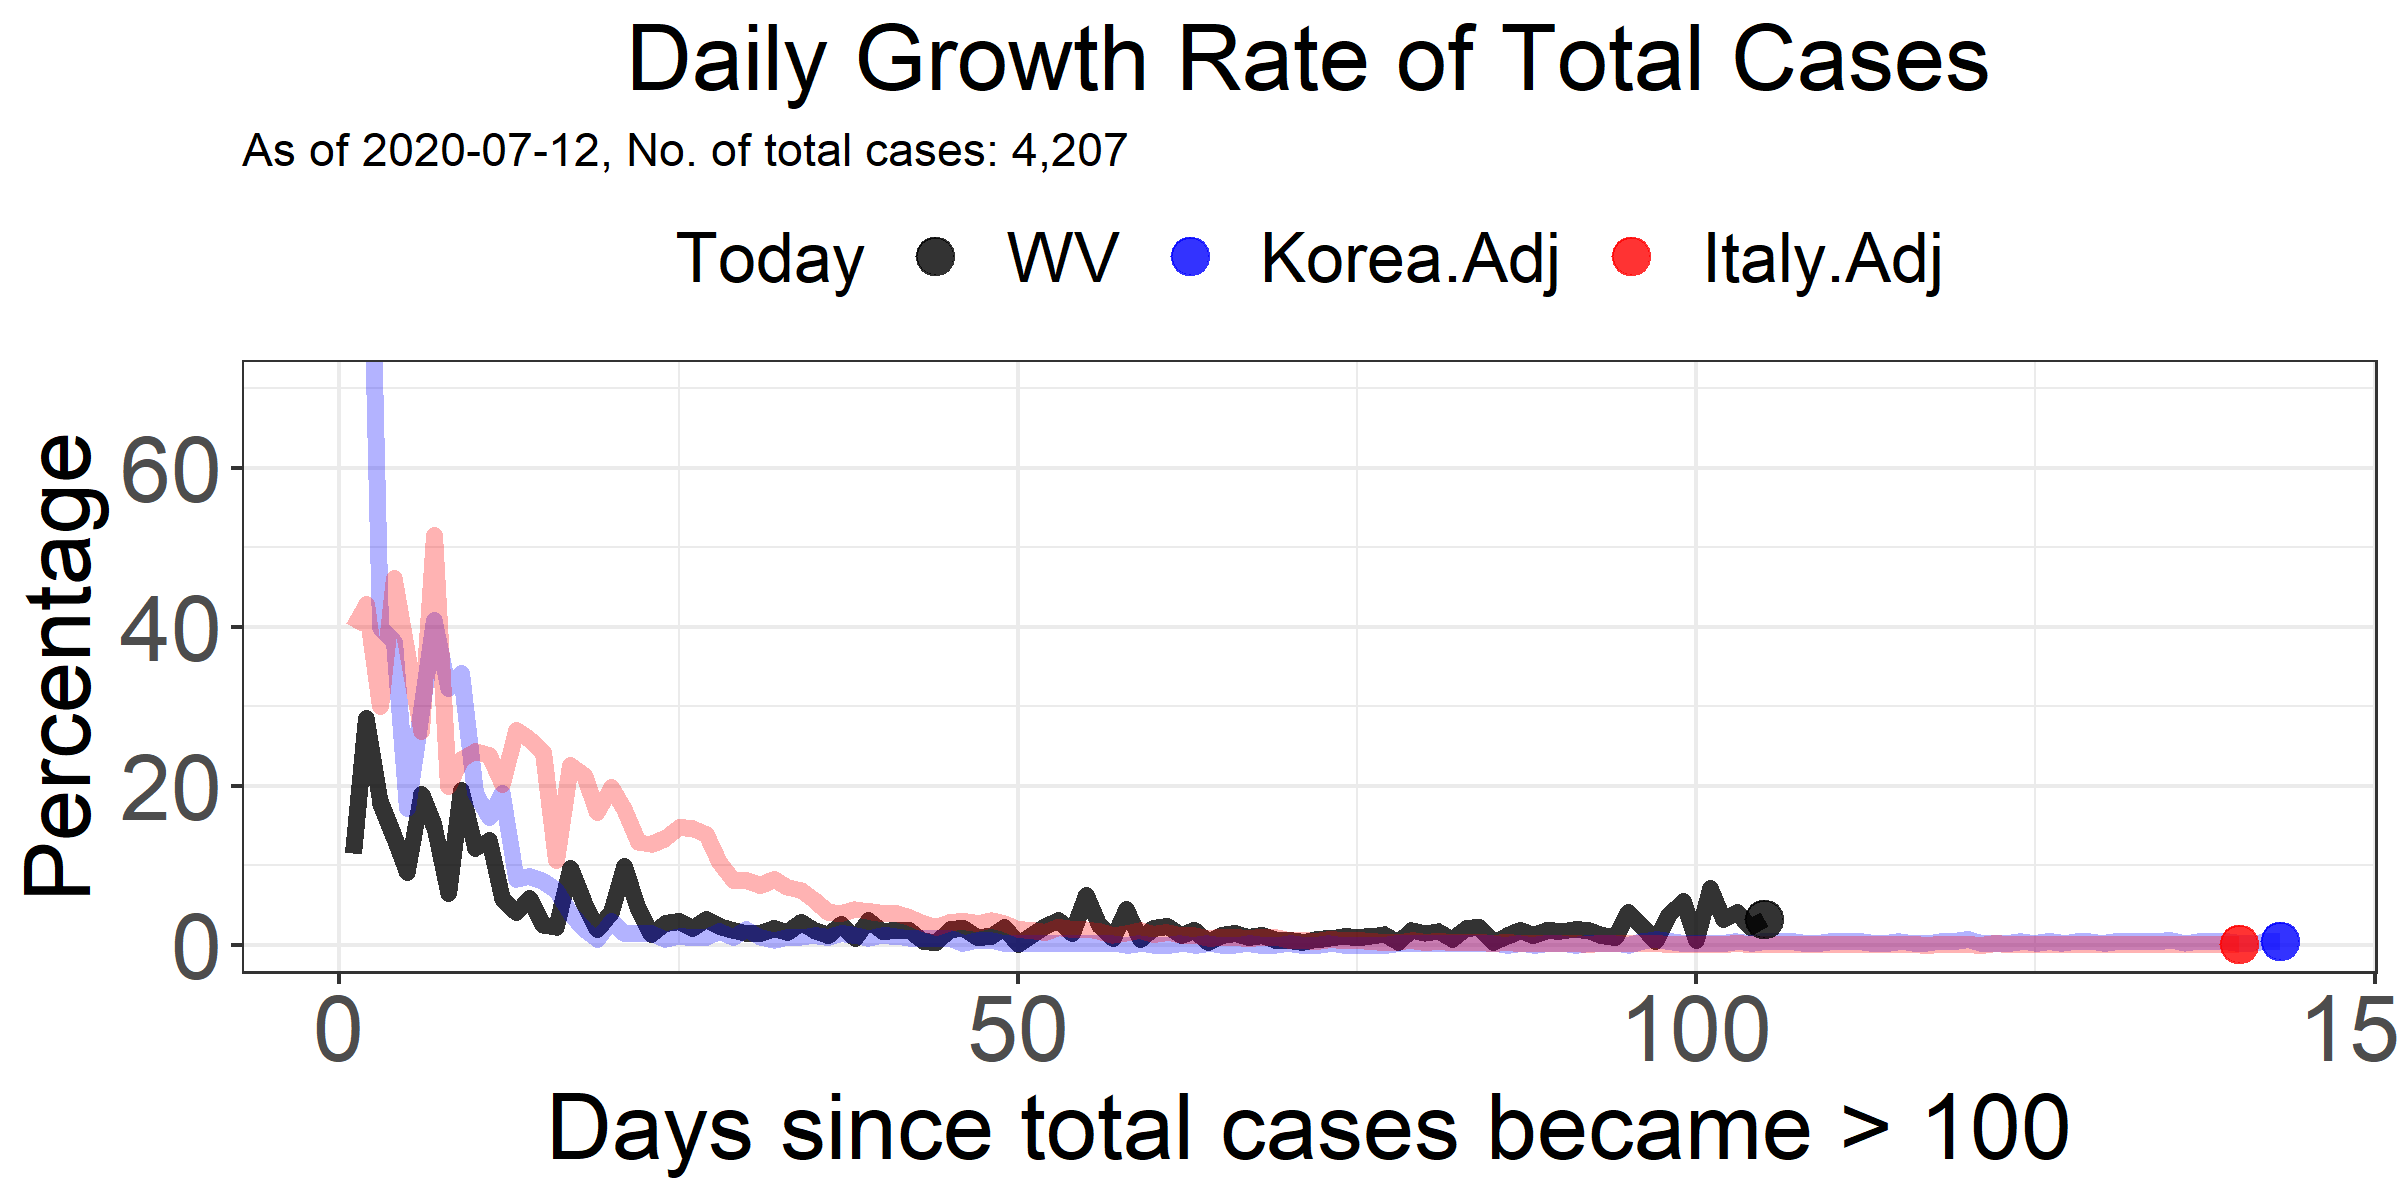 Daily Growth Rate of Total Cases
As of 2020-07-12, No. of total cases: 4,207
Today WV Korea.Adj Italy.Adj
Percentage
60
40
20
0
0 50 100 15
Days since total cases became > 100